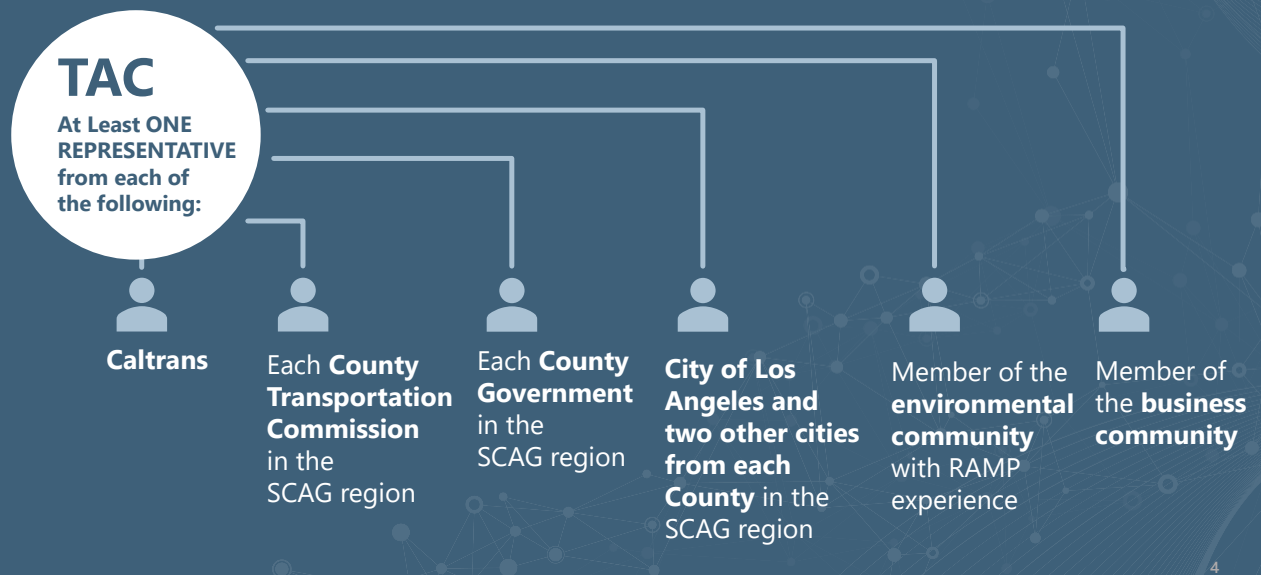 TAC
At Least ONE
REPRESENTATIVE
from each of
the following:
Caltrans
Each County
Transportation
Commission
in the
SCAG region
Each County
Government
in the
SCAG region
City of Los
Angeles and
two other cities
from each
County in the
SCAG region
Member of the
environmental
community
with RAMP
experience
Member of
the business
community
4